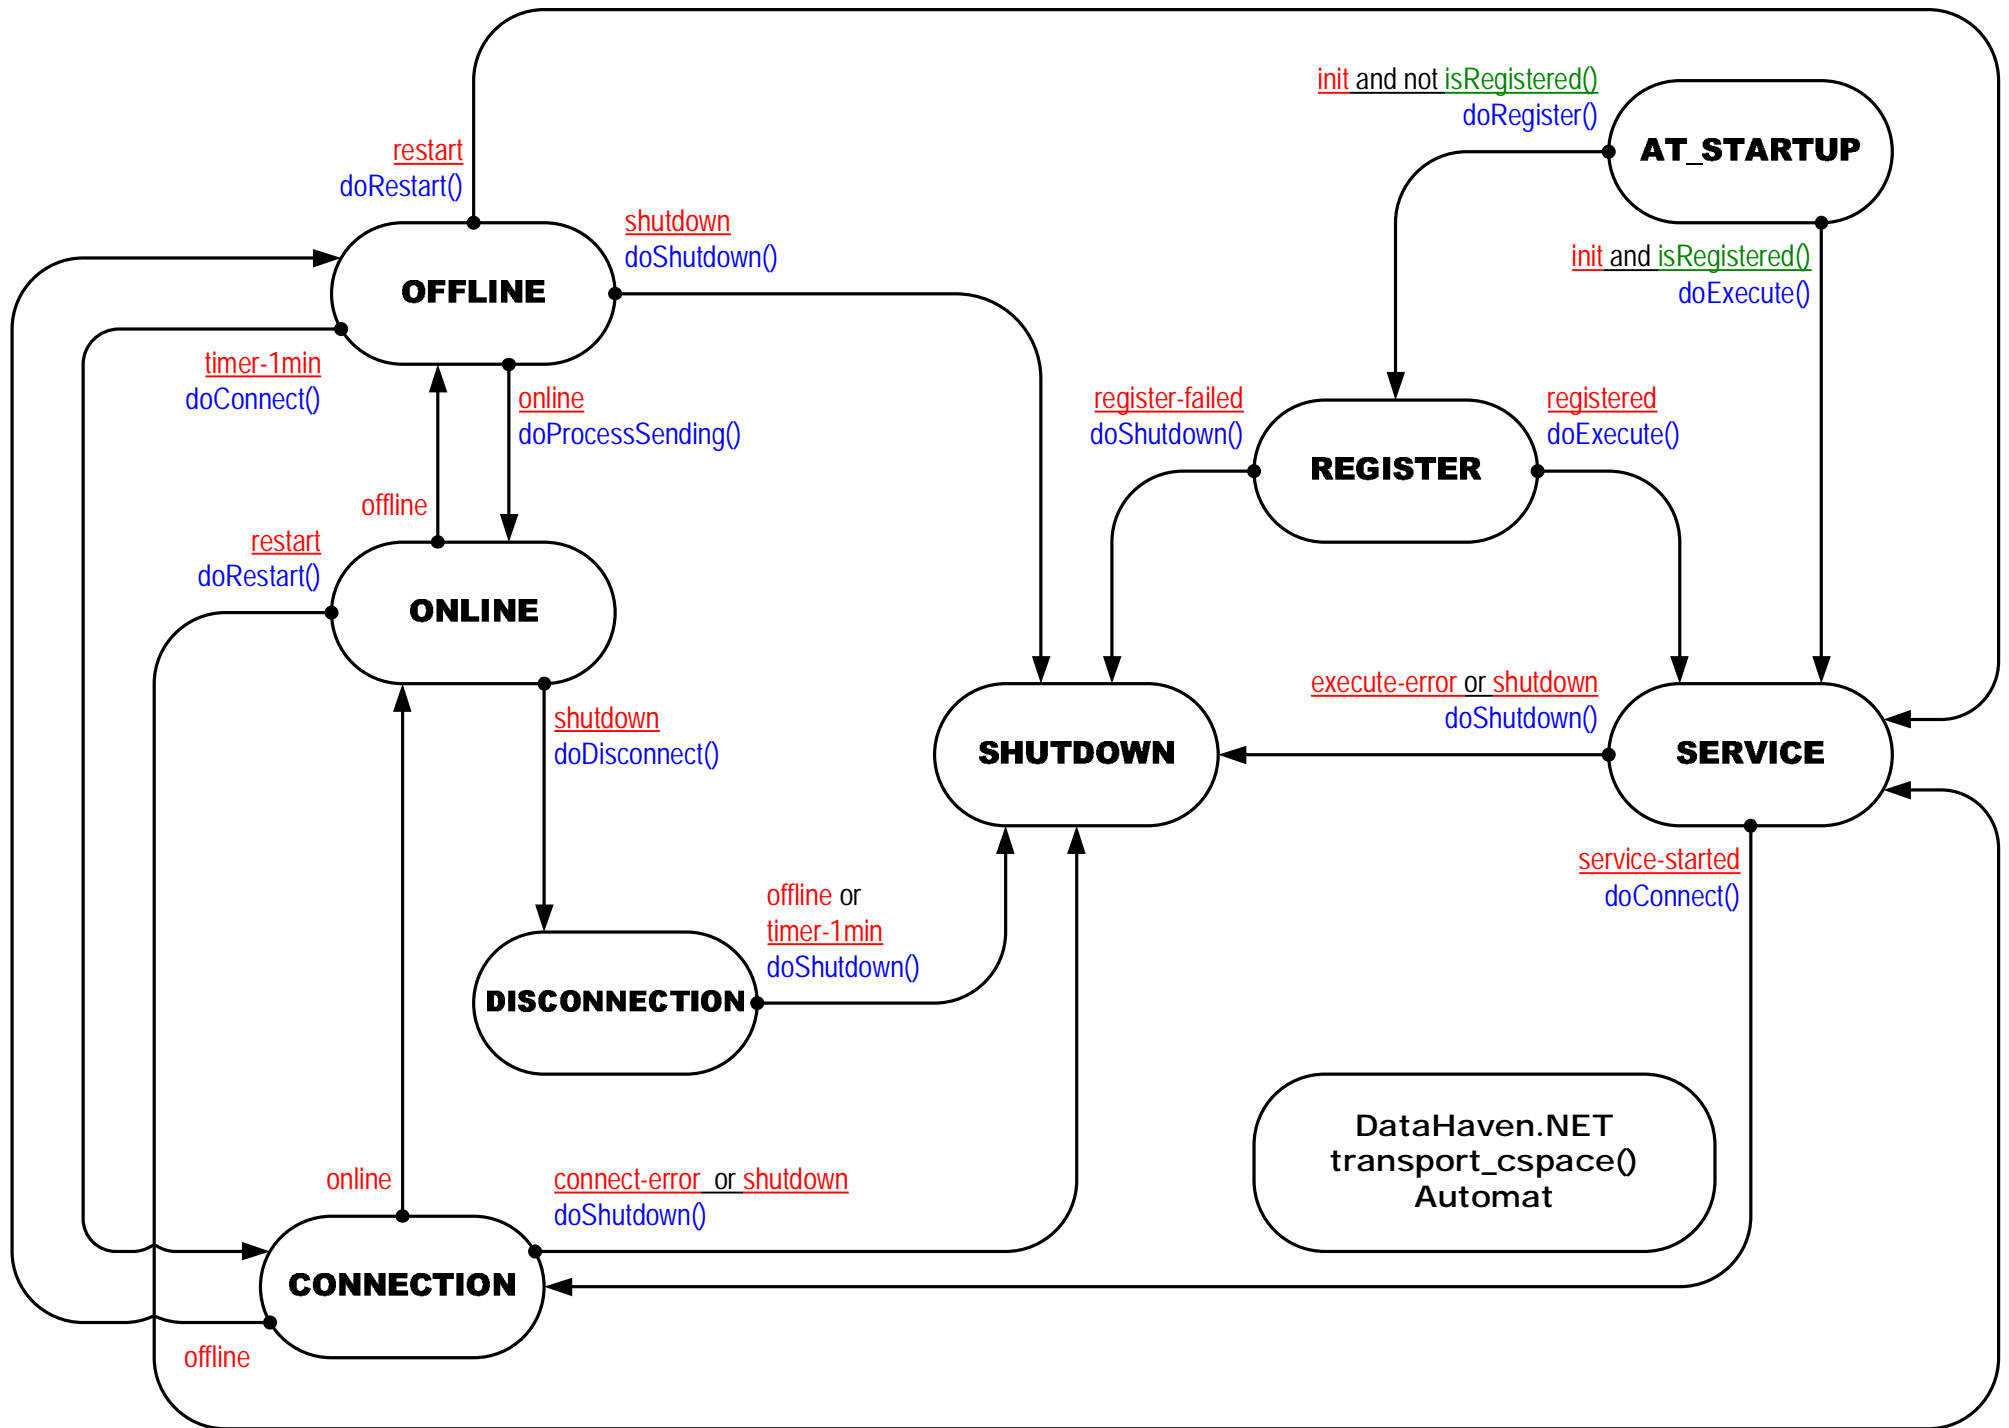 init and not isRegistered()
doRegister()
AT_STARTUP
restart
doRestart()
shutdown
doShutdown()
init and isRegistered()
doExecute()
OFFLINE
timer-1min
doConnect()
online
doProcessSending()
register-failed
doShutdown()
registered
doExecute()
REGISTER
offline
restart
doRestart()
ONLINE
shutdown
doDisconnect()
SHUTDOWN
execute-error or shutdown
doShutdown()
SERVICE
service-started
doConnect()
offline or
timer-1min
doShutdown()
DISCONNECTION
DataHaven.NET
transport_cspace()
Automat
online
connect-error or shutdown
doShutdown()
CONNECTION
offline